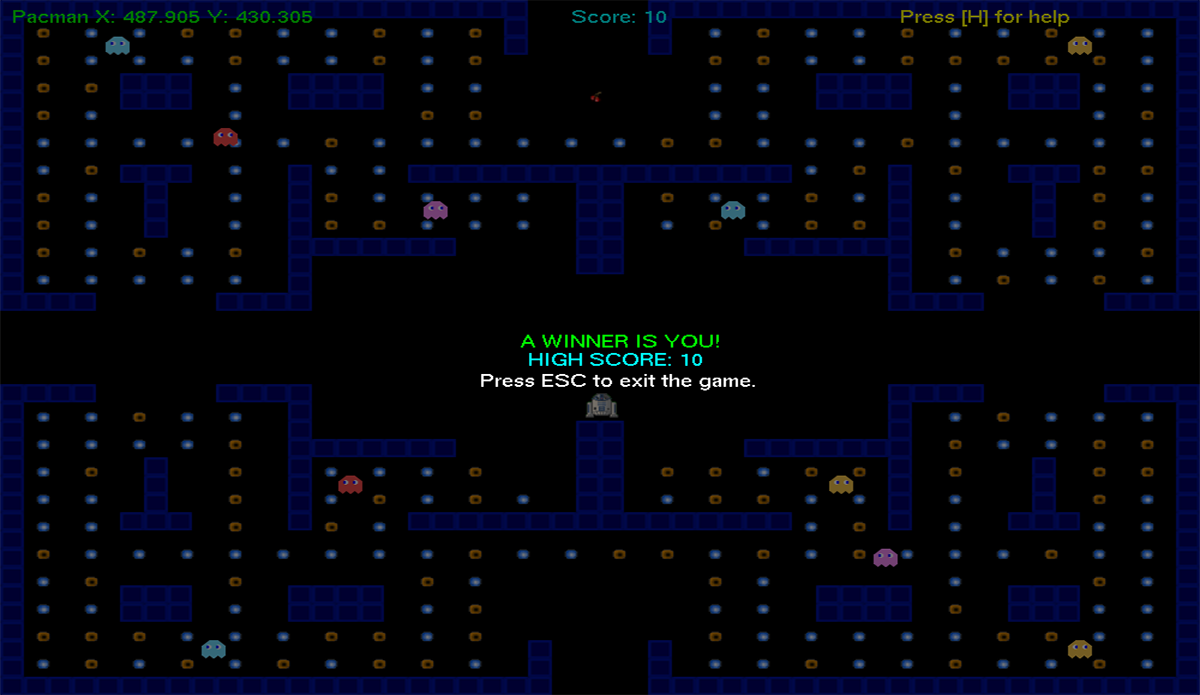 Pacman X: 487.905 Y: 430.305
Score: 10
Press [H] for help
A WINNER IS YOU!
HIGH SCORE: 10
Press ESC to exit the game.